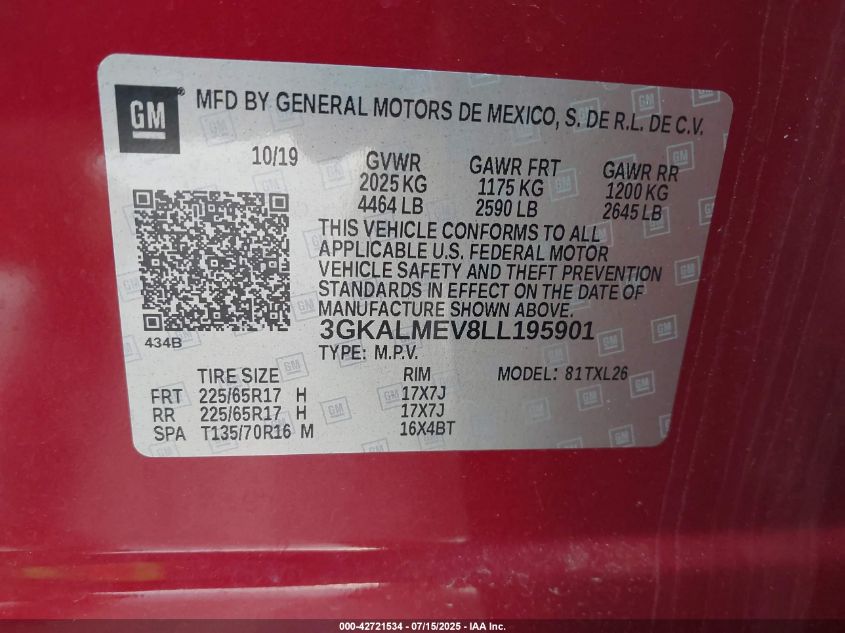 GM ® MFD BY GENERAL MOTORS DE MEXICO, S. DE R.L. DE C.V.
10/19 GVWR GAWR FRT GAWR RR
2025 KG 1175 KG 1200 KG
4464 LB 2590 LB 2645 LB
THIS VEHICLE CONFORMS TO ALL
APPLICABLE U.S. FEDERAL MOTOR
VEHICLE SAFETY AND THEFT PREVENTION
STANDARDS IN EFFECT ON THE DATE OF
MANUFACTURE SHOWN ABOVE.
434B 3GKALMEV8LL195901
TYPE: M.P.V.
TIRE SIZE RIM MODEL: 81TXL26
FRT 225/65R17 H 17X7J
RR 225/65R17 H 17X7J
SPA T135/70R16 M 16X4BT
000-42721534 - 07/15/2025 - IAA Inc.